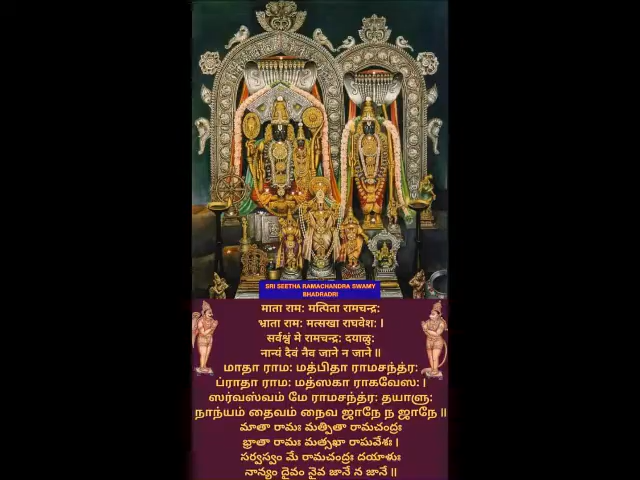 SRI SEETHA RAMACHANDRA SWAMY
BHADRADRI
माता राम: मत्पिता रामचन्द्र:
भ्राता राम: मत्सखा राघवेश: ।
सर्वश्वं मे रामचन्द्र: दयाळु:
नान्यं दैवं नैव जाने न जाने ॥
மாதா ராம: மத்பிதா ராமசந்த்ர:
ப்ராதா ராம: மத்ஸகா ராகவேஸ: ।
ஸர்வஸ்வம் மே ராமசந்த்ர: தயாளு:
நாந்யம் தைவம் நைவ ஜாநே ந ஜாநே ॥
మాతా రామః మత్పితా రామచంద్రః
భ్రాతా రామః మత్సఖా రాఘవేశః ।
సర్వస్వం మే రామచంద్రః దయాళుః
నాన్యం దైవం నైవ జానే న జానే ॥